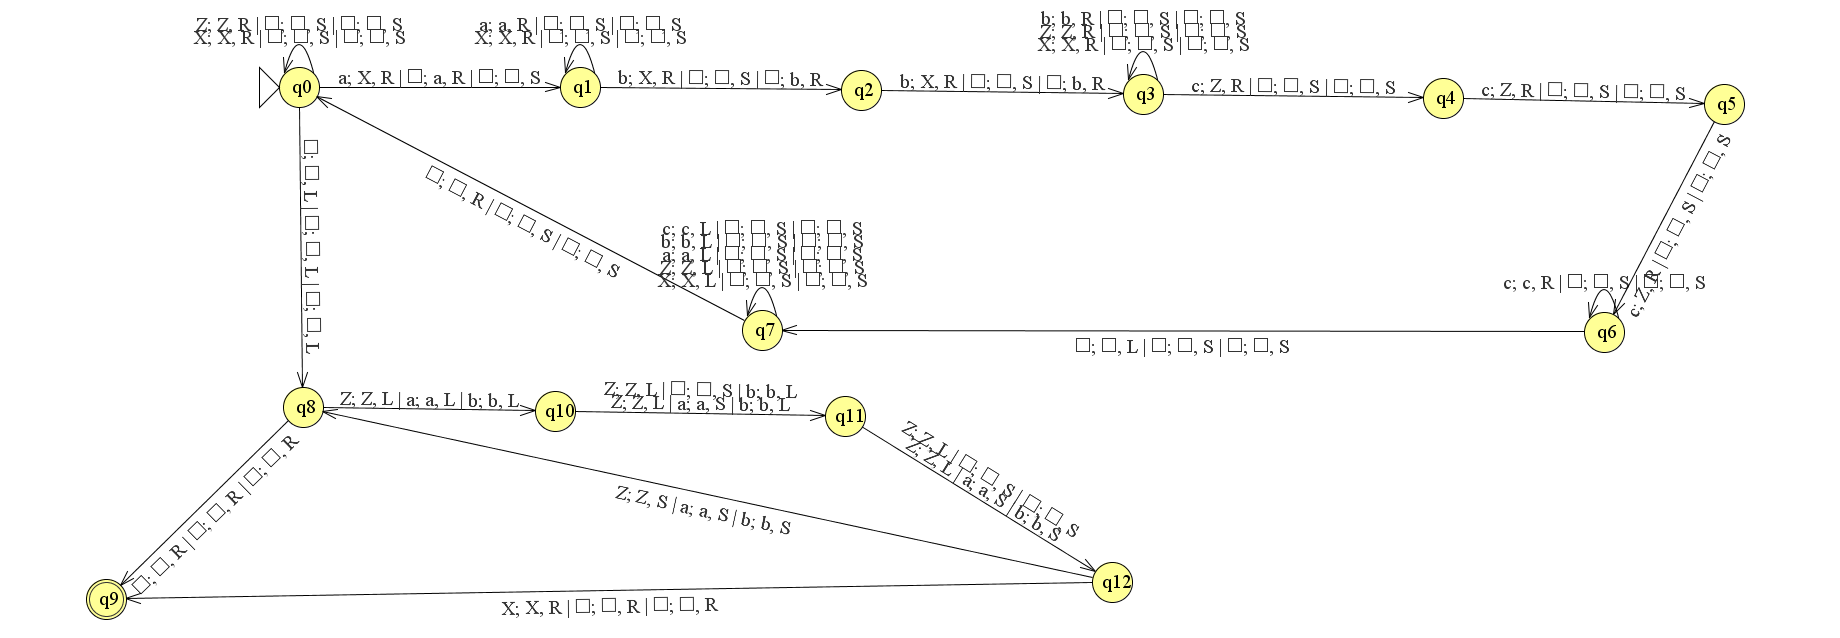 Z; Z, R | □; □, S | □; □, S
X; X, R | □; □, S | □; □, S
a; a, R | □; □, S | □; □, S
X; X, R | □; □, S | □; □, S
b; b, R | □; □, S | □; □, S
Z; Z, R | □; □, S | □; □, S
X; X, R | □; □, S | □; □, S
q0
a; X, R | □; a, R | □; □, S
q1
b; X, R | □; □, S | □; b, R
q2
b; X, R | □; □, S | □; b, R
q3
c; Z, R | □; □, S | □; □, S
q4
c; Z, R | □; □, S | □; □, S
q5
□; □, L | □; □, L | □; □, L
□; □, R | □; □, S | □; □, S
c; Z, R | □; □, S | □; □, S
c; c, L | □; □, S | □; □, S
b; b, L | □; □, S | □; □, S
a; a, L | □; □, S | □; □, S
Z; Z, L | □; □, S | □; □, S
X; X, L | □; □, S | □; □, S
c; c, R | □; □, S | □; □, S
q7
q6
□; □, L | □; □, S | □; □, S
q8
Z; Z, L | a; a, L | b; b, L
q10
Z; Z, L | □; □, S | b; b, L
Z; Z, L | a; a, S | b; b, L
q11
Z; Z, L | □; □, S | □; □, S
Z; Z, L | a; a, S | b; b, S
□; □, R | □; □, R | □; □, R
Z; Z, S | a; a, S | b; b, S
q12
q9
X; X, R | □; □, R | □; □, R